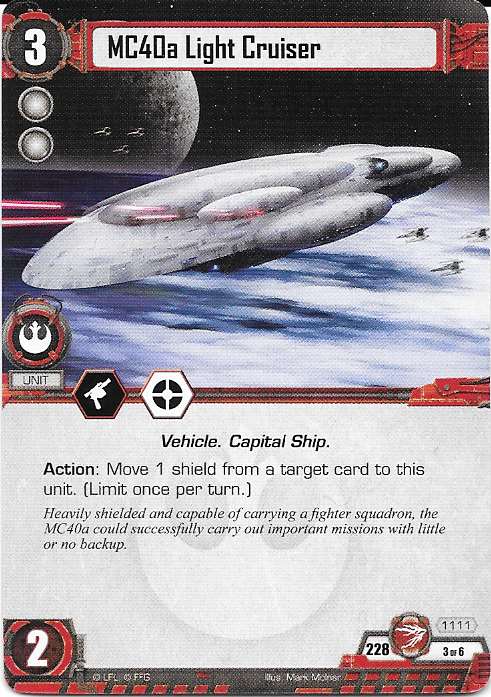 3
MC40a Light Cruiser
UNIT
Vehicle. Capital Ship.
Action: Move 1 shield from a target card to this
unit. (Limit once per turn.)
Heavily shielded and capable of carrying a fighter squadron, the
MC40a could successfully carry out important missions with little
or no backup.
2
© LFL © FFG
Illus. Mark Molnar
228
1111
3 OF 6